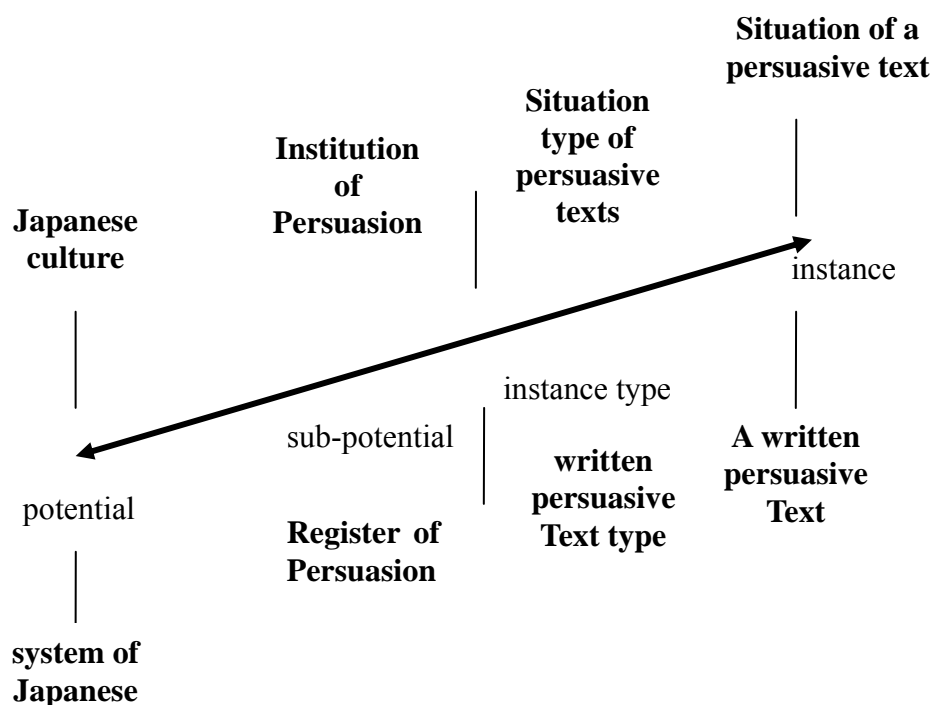 Situation of a
persuasive text
Situation
type of
persuasive
texts
Institution
of
Persuasion
Japanese
culture
instance
instance type
sub-potential
potential
A written
persuasive
Text
written
persuasive
Text type
Register of
Persuasion
system of
Japanese